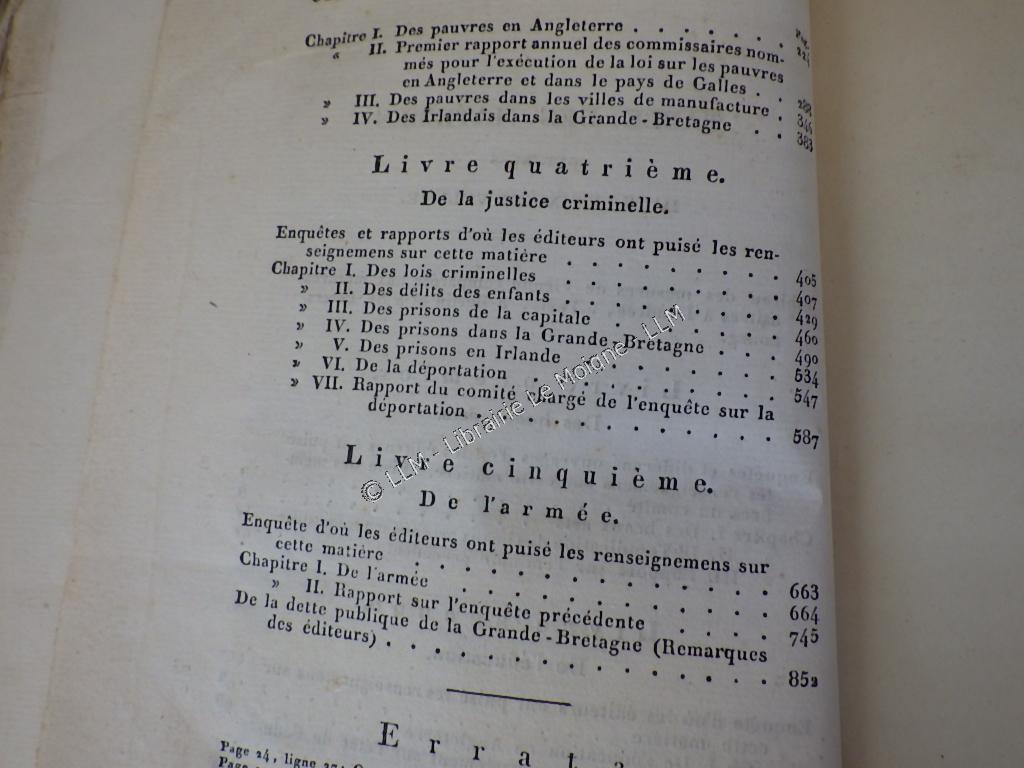 Pag.
Chapitre I. Des pauvres en Angleterre . . . . . . . 224
» II. Premier rapport annuel des commissaires nom-
més pour l'exécution de la loi sur les pauvres
en Angleterre et dans le pays de Galles . . 288
» III. Des pauvres dans les villes de manufacture . 344
» IV. Des Irlandais dans la Grande-Bretagne . . 383
Livre quatrième.
De la justice criminelle.
Enquêtes et rapports d'où les éditeurs ont puisé les ren-
seignemens sur cette matière . . . . . . . . . 405
Chapitre I. Des lois criminelles . . . . . . . . . 407
» II. Des délits des enfants . . . . . . . . . 429
» III. Des prisons de la capitale . . . . . . . 460
» IV. Des prisons dans la Grande-Bretagne . . . 490
» V. Des prisons en Irlande . . . . . . . . 534
» VI. De la déportation . . . . . . . . . . 547
» VII. Rapport du comité chargé de l'enquête sur la
déportation . . . . . . . . . . . . 587
Livre cinquième.
De l'armée.
Enquête d'où les éditeurs ont puisé les renseignemens sur
cette matière . . . . . . . . . . . . . 663
Chapitre I. De l'armée . . . . . . . . . . . . 664
» II. Rapport sur l'enquête précédente . . . . 745
De la dette publique de la Grande-Bretagne (Remarques
des éditeurs) . . . . . . . . . . . . . . 852
Errata
Page 24, ligne
Page
© LLM - Librairie Le Moigne - LLM